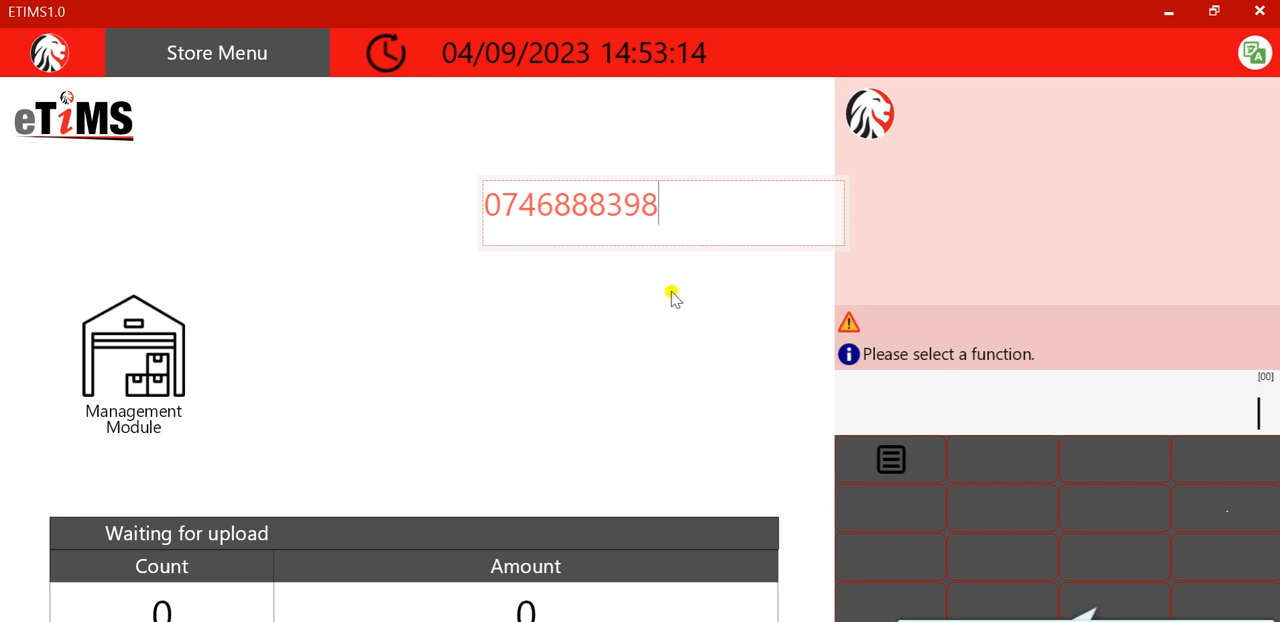 ETIMS1.0
Store Menu
04/09/2023 14:53:14
eTiMS
0746888398
Please select a function.
[00]
Management
Module
Waiting for upload
Count
Amount
0
0